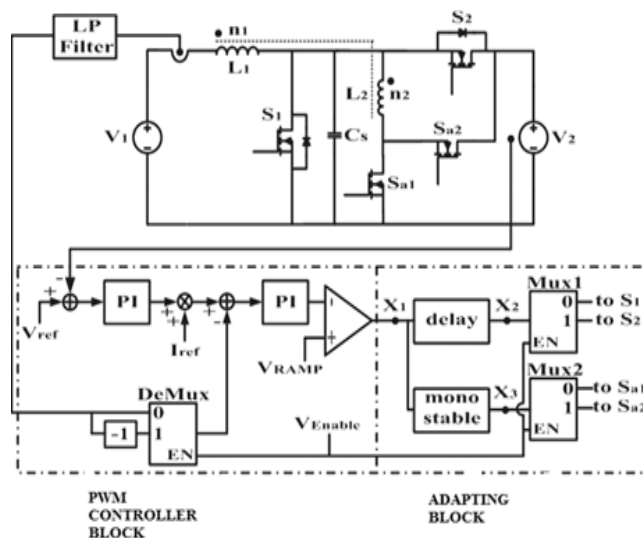 LP
Filter
n1
L1
S2
S1
L2
n2
Cs
Sa2
Sa1
V1
V2
+
-
+
-
-
+
Vref
PI
+
+
Iref
+
-
PI
-
+
VRAMP
X1
delay
X2
Mux1
0
to S1
1
to S2
EN
Mux2
mono
stable
X3
0
to Sa1
1
to Sa2
EN
DeMux
0
-1
1
EN
VEnable
PWM
CONTROLLER
BLOCK
ADAPTING
BLOCK